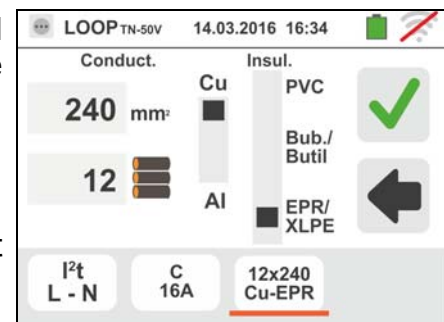 LOOP TN-50V 14.03.2016 16:34
Conduct. Insul.
Cu PVC
240 mm²
Bub./
Butil
12
Al EPR/
XLPE
I²t
L - N
C
16A
12x240
Cu-EPR